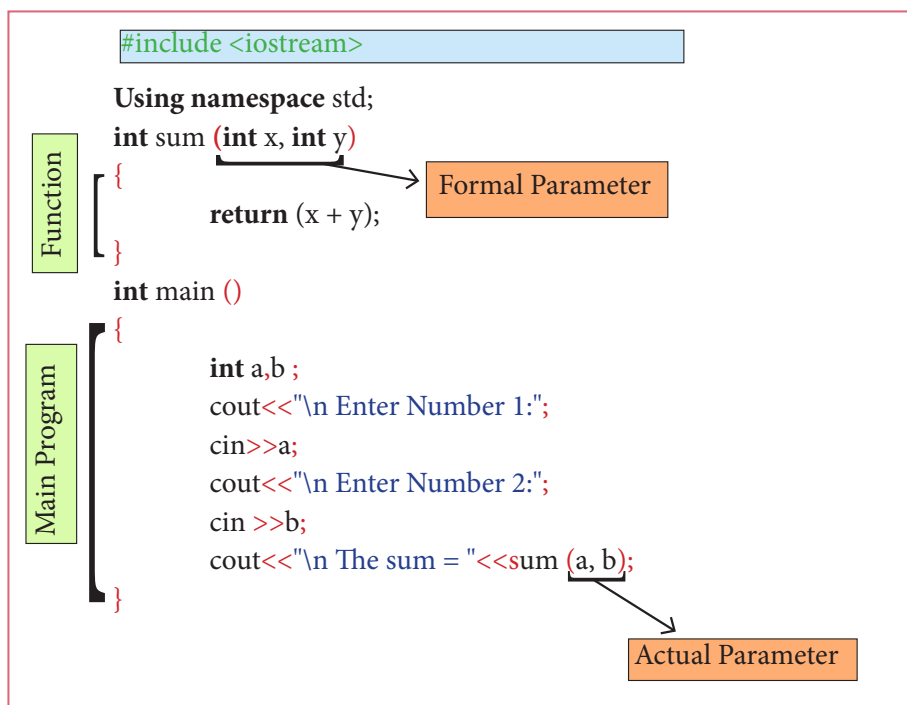 #include <iostream>
Using namespace std;
int sum (int x, int y)
Formal Parameter
Function
{
return (x + y);
}
int main ()
Main Program
{
int a,b ;
cout<<"\n Enter Number 1:";
cin>>a;
cout<<"\n Enter Number 2:";
cin >>b;
cout<<"\n The sum = "<<sum (a, b);
}
Actual Parameter